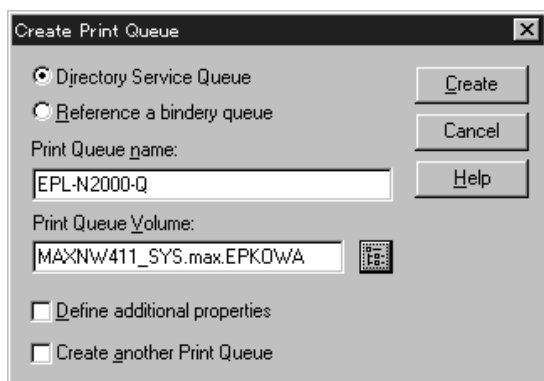 Create Print Queue
Directory Service Queue
Reference a bindery queue
Print Queue name:
EPL-N2000-Q
Print Queue Volume:
MAXNW411_SYS.max.EPKOWA
Define additional properties
Create another Print Queue
Create
Cancel
Help